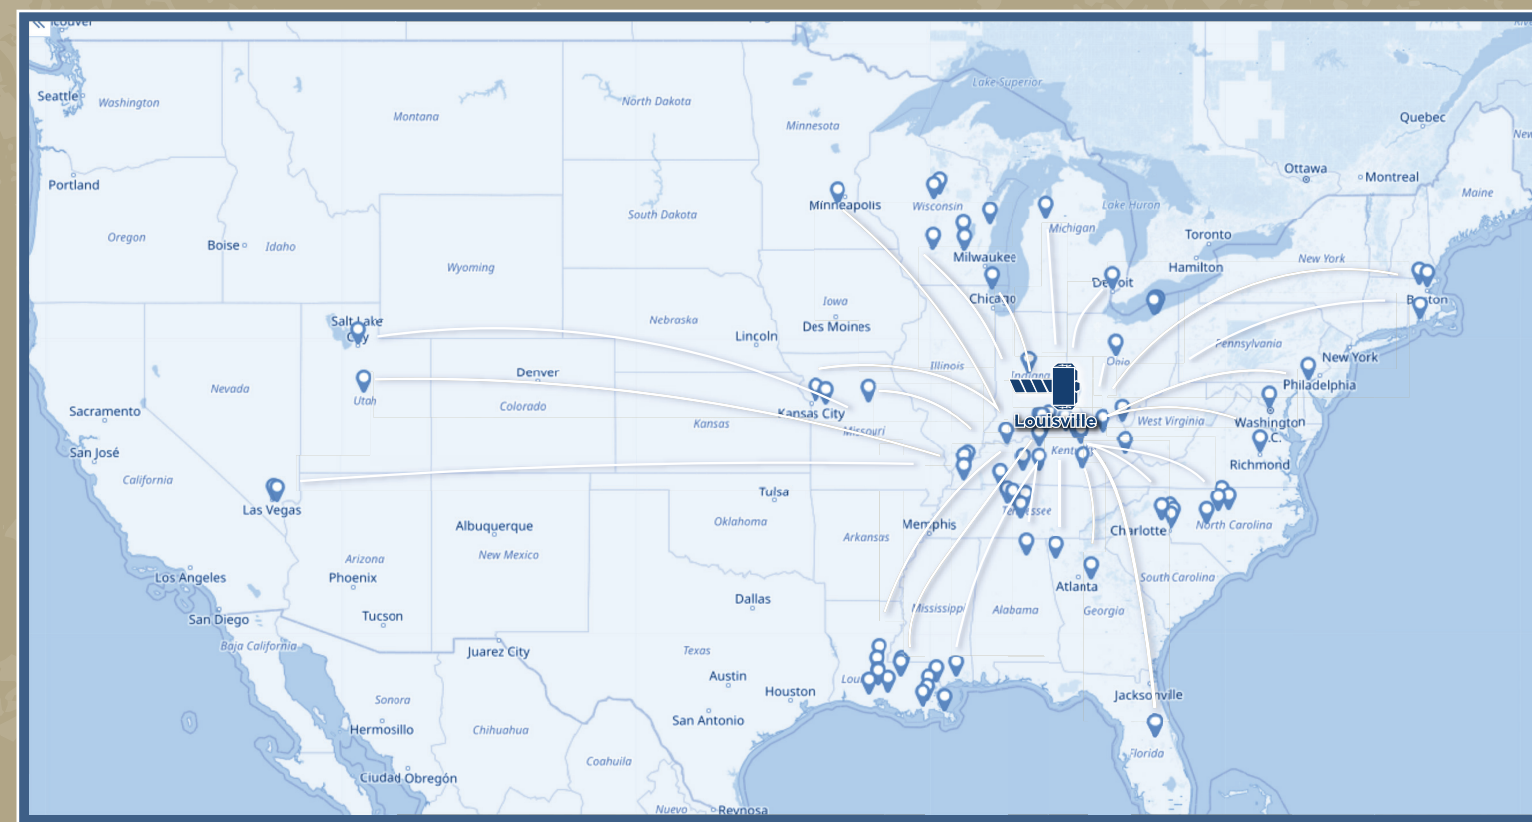 Seattle
Washington
Montana
North Dakota
Minnesota
Lake Superior
Quebec
Ottawa
Montreal
Maine
Portland
Oregon
Boise
Idaho
Wyoming
South Dakota
Minneapolis
Wisconsin
Michigan
Lake Huron
Toronto
Hamilton
New York
Milwaukee
Detroit
Chicago
Boston
Salt Lake
City
Nebraska
Iowa
Des Moines
Lincoln
Illinois
Indiana
Ohio
Pennsylvania
New York
Philadelphia
Nevada
Utah
Denver
Colorado
Kansas City
Kansas
Missouri
Louisville
Kentucky
West Virginia
Washington
D.C.
Richmond
Sacramento
San José
California
Las Vegas
Albuquerque
New Mexico
Tulsa
Oklahoma
Arkansas
Memphis
Tennessee
Charlotte
North Carolina
Arizona
Phoenix
Tucson
Los Angeles
San Diego
Baja California
Dallas
Mississippi
Alabama
Atlanta
Georgia
South Carolina
Juarez City
Texas
Austin
Houston
San Antonio
Jacksonville
Florida
Sonora
Hermosillo
Chihuahua
Coahuila
Ciudad Obregón
Nuevo
Reynosa